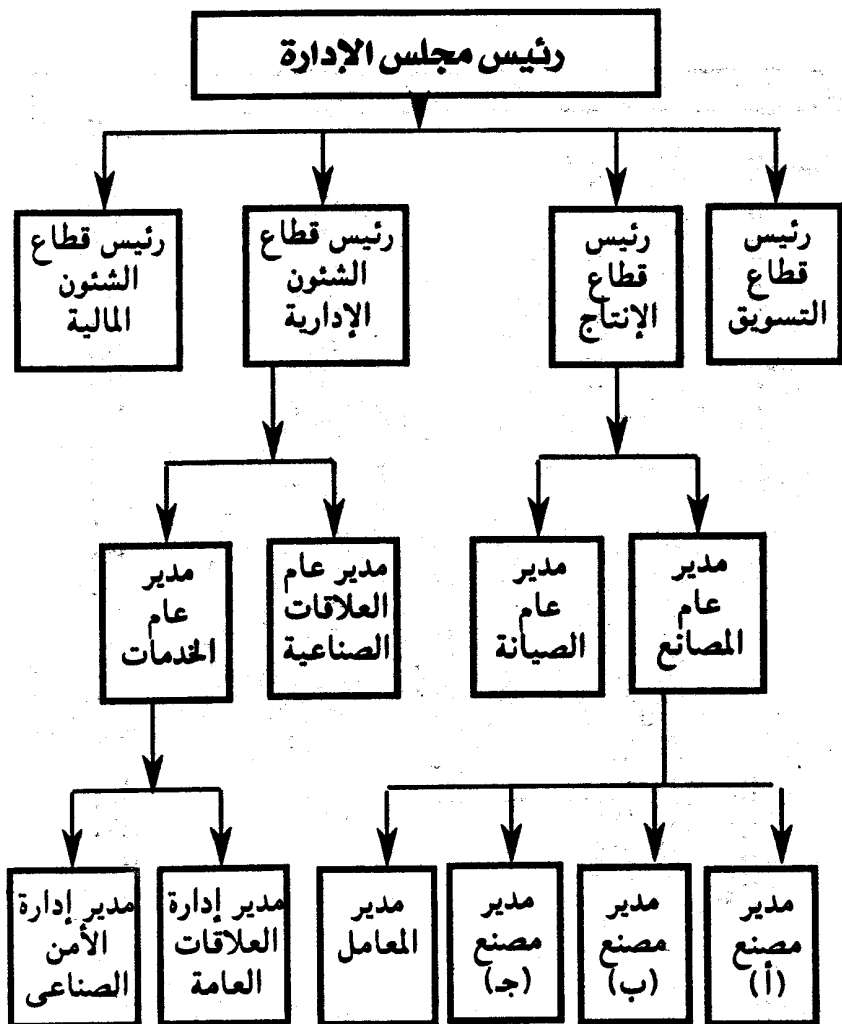 رئيس مجلس الإدارة
رئيس
قطاع
التسويق
رئيس
قطاع
الإنتاج
رئيس قطاع
الشئون
الإدارية
رئيس قطاع
الشئون
المالية
مدير
عام
المصانع
مدير
عام
الصيانة
مدير عام
العلاقات
الصناعية
مدير
عام
الخدمات
مدير
مصنع
(أ)
مدير
مصنع
(ب)
مدير
مصنع
(جـ)
مدير
المعامل
مدير إدارة
العلاقات
العامة
مدير إدارة
الأمن
الصناعى